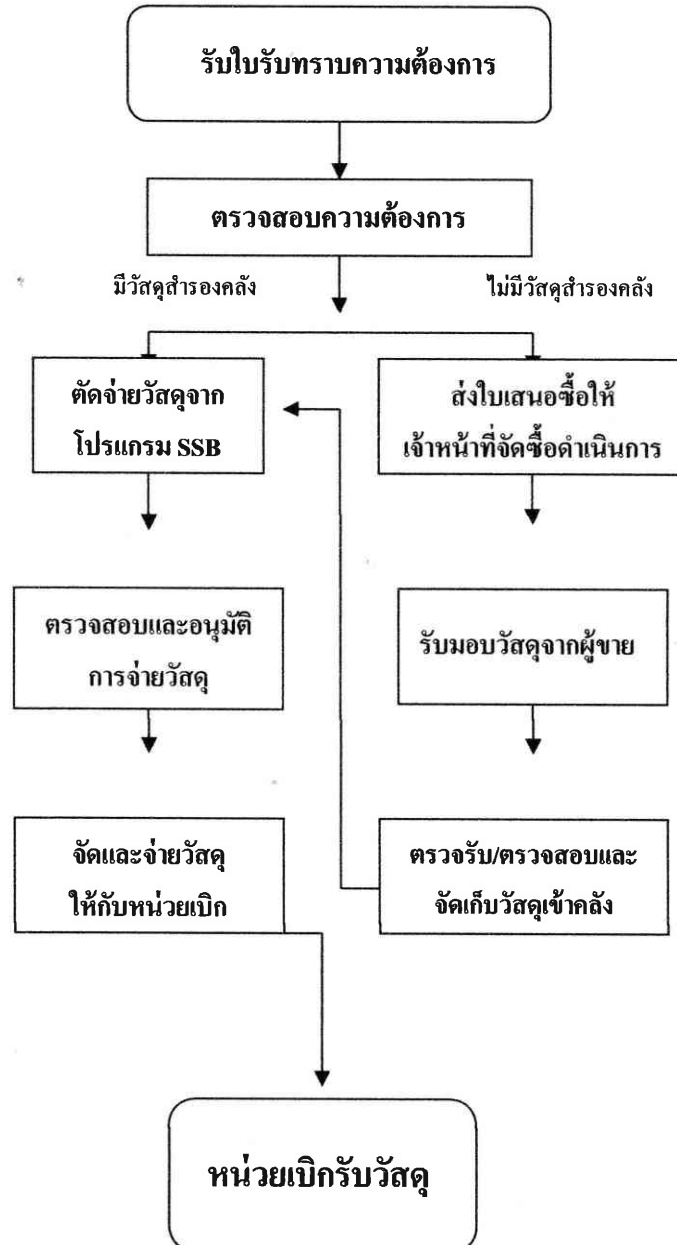 รับใบรับทราบความต้องการ
ตรวจสอบความต้องการ
มีวัสดุสำรองคลัง
ไม่มีวัสดุสำรองคลัง
ตัดจ่ายวัสดุจาก
โปรแกรม SSB
ส่งใบเสนอซื้อให้
เจ้าหน้าที่จัดซื้อดำเนินการ
ตรวจสอบและอนุมัติ
การจ่ายวัสดุ
รับมอบวัสดุจากผู้ขาย
จัดและจ่ายวัสดุ
ให้กับหน่วยเบิก
ตรวจรับ/ตรวจสอบและ
จัดเก็บวัสดุเข้าคลัง
หน่วยเบิกรับวัสดุ